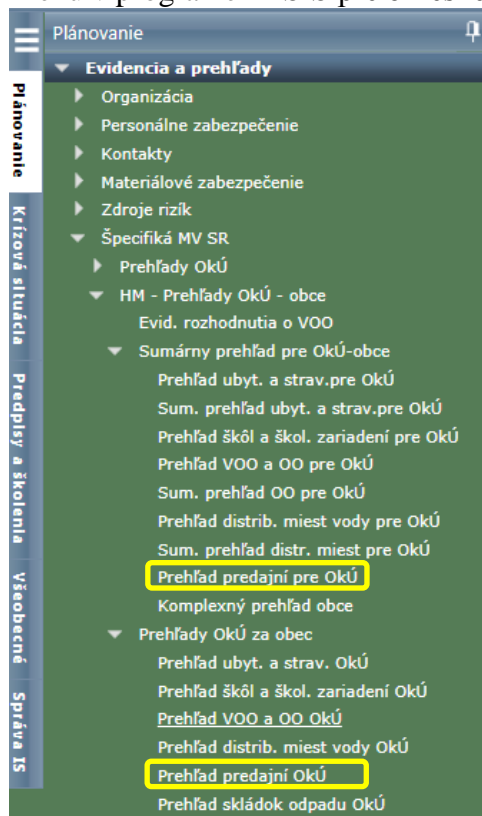 Plánovanie
Evidencia a prehľady
Organizácia
Personálne zabezpečenie
Kontakty
Materiálové zabezpečenie
Zdroje rizík
Špecifiká MV SR
Prehľady OkÚ
HM - Prehľady OkÚ - obce
Evid. rozhodnutia o VOO
Sumárny prehľad pre OkÚ-obce
Prehľad ubyt. a strav.pre OkÚ
Sum. prehľad ubyt. a strav.pre OkÚ
Prehľad škôl a škol. zariadení pre OkÚ
Prehľad VOO a OO pre OkÚ
Sum. prehľad OO pre OkÚ
Prehľad distrib. miest vody pre OkÚ
Sum. prehľad distr. miest pre OkÚ
Prehľad predajní pre OkÚ
Komplexný prehľad obce
Prehľady OkÚ za obec
Prehľad ubyt. a strav. OkÚ
Prehľad škôl a škol. zariadení OkÚ
Prehľad VOO a OO OkÚ
Prehľad distrib. miest vody OkÚ
Prehľad predajní OkÚ
Prehľad skládok odpadu OkÚ
Plánovanie
Krízová situácia
Predpisy a školenia
Všeobecné
Správa IS